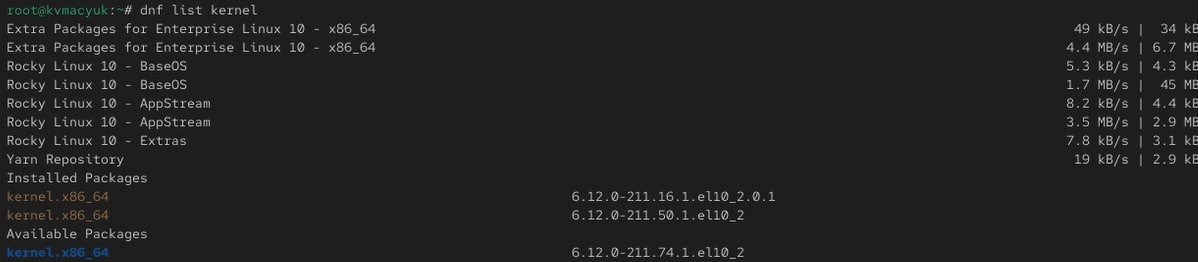 root@kvmacyuk:~# dnf list kernel
Extra Packages for Enterprise Linux 10 - x86_64 49 kB/s | 34 kB
Extra Packages for Enterprise Linux 10 - x86_64 4.4 MB/s | 6.7 MB
Rocky Linux 10 - BaseOS 5.3 kB/s | 4.3 kB
Rocky Linux 10 - BaseOS 1.7 MB/s | 45 MB
Rocky Linux 10 - AppStream 8.2 kB/s | 4.4 kB
Rocky Linux 10 - AppStream 3.5 MB/s | 2.9 MB
Rocky Linux 10 - Extras 7.8 kB/s | 3.1 kB
Yarn Repository 19 kB/s | 2.9 kB
Installed Packages
kernel.x86_64 6.12.0-211.16.1.el10_2.0.1
kernel.x86_64 6.12.0-211.50.1.el10_2
Available Packages
kernel.x86_64 6.12.0-211.74.1.el10_2